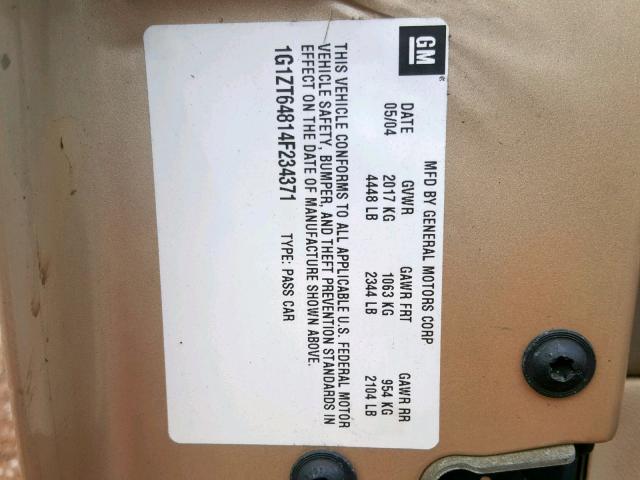 GM
MFD BY GENERAL MOTORS CORP
DATE GVWR GAWR FRT GAWR RR
05/04 2017 KG 1063 KG 954 KG
4448 LB 2344 LB 2104 LB
THIS VEHICLE CONFORMS TO ALL APPLICABLE U.S. FEDERAL MOTOR
VEHICLE SAFETY, BUMPER, AND THEFT PREVENTION STANDARDS IN
EFFECT ON THE DATE OF MANUFACTURE SHOWN ABOVE.
1G1ZT64814F234371 TYPE: PASS CAR